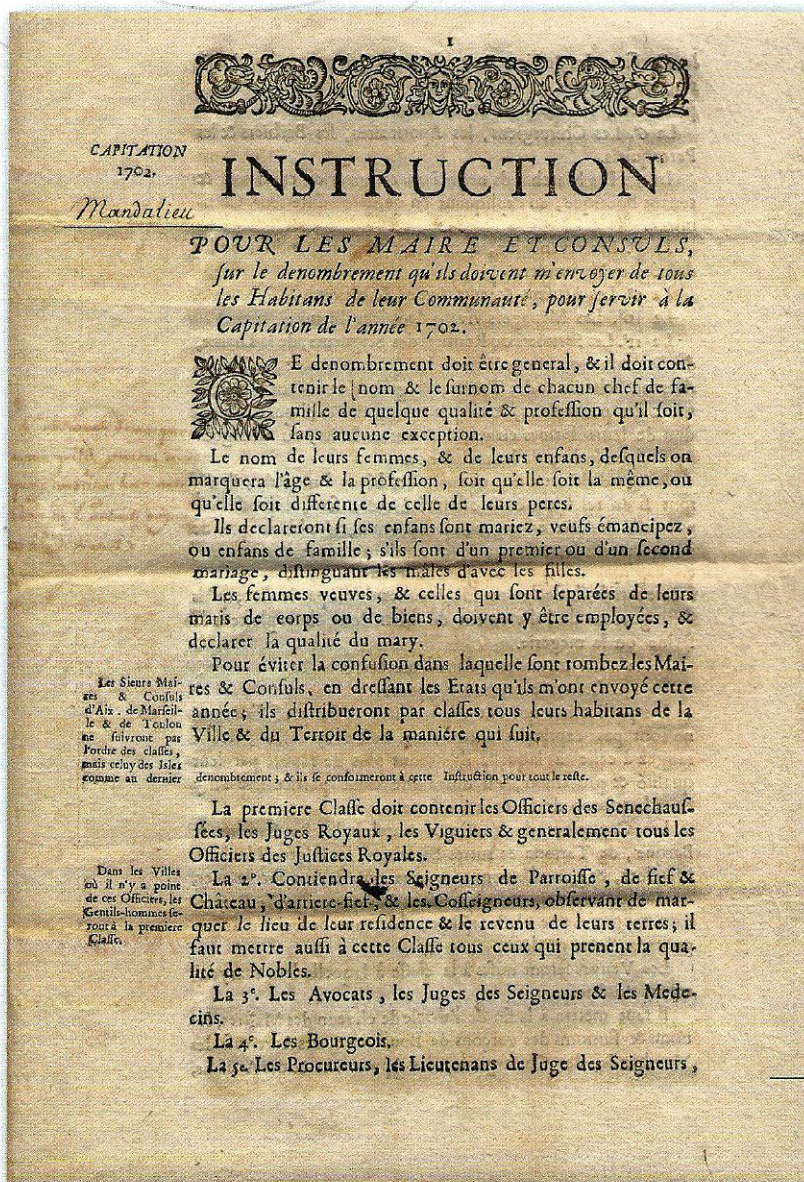 1
CAPITATION
1702.
Mandalieu
INSTRUCTION
POUR LES MAIRE ET CONSULS,
sur le denombrement qu'ils doivent m'envoyer de tous
les Habitans de leur Communauté, pour servir à la
Capitation de l'année 1702.
CE denombrement doit être general, & il doit con-
tenir le nom & le surnom de chacun chef de fa-
mille de quelque qualité & profession qu'il soit,
sans aucune exception.
Le nom de leurs femmes, & de leurs enfans, desquels on
marquera l'âge & la profession, soit qu'elle soit la même, ou
qu'elle soit differente de celle de leurs peres.
Ils declareront si ses enfans sont mariez, veufs émancipez,
ou enfans de famille ; s'ils sont d'un premier ou d'un second
mariage, distinguant les mâles d'avec les filles.
Les femmes veuves, & celles qui sont separées de leurs
maris de corps ou de biens, doivent y être employées, &
declarer la qualité du mary.
Pour éviter la confusion dans laquelle sont tombez les Mai-
res & Consuls, en dressant les Etats qu'ils m'ont envoyé cette
année ; ils distribueront par classes tous leurs habitans de la
Ville & du Terroir de la maniére qui suit.
Les Sieurs Mai-
res & Consuls
d'Aix, de Marseil-
le & de Toulon
ne suivront pas
l'ordre des classes,
mais celuy des Isles
comme au dernier denombrement ; & ils se conformeront à cette Instruction pour tout le reste.
La premiere Classe doit contenir les Officiers des Senechaus-
sées, les Juges Royaux, les Viguiers & generalement tous les
Officiers des Justices Royales.
Dans les Villes
où il n'y a point
de ces Officiers, les
Gentils-hommes se-
ront à la premiere
Classe.
La 2e. Contiendra les Seigneurs de Parroisse, de fief &
Château, d'arriere-fief, & les Cosseigneurs, observant de mar-
quer le lieu de leur residence & le revenu de leurs terres ; il
faut mettre aussi à cette Classe tous ceux qui prenent la qua-
lité de Nobles.
La 3e. Les Avocats, les Juges des Seigneurs & les Mede-
cins.
La 4e. Les Bourgeois.
La 5e. Les Procureurs, les Lieutenans de Juge des Seigneurs,